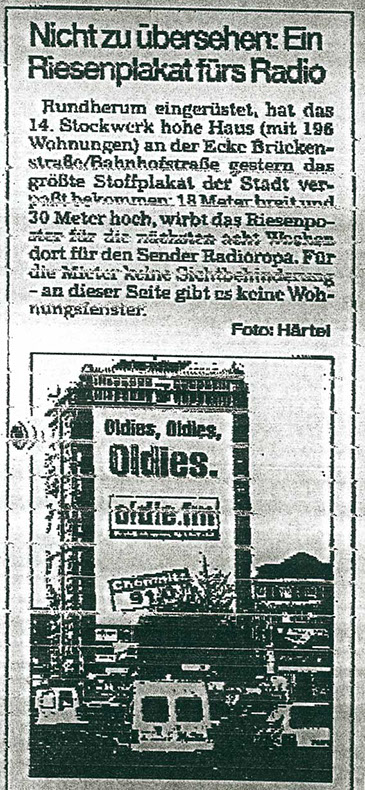 Nicht zu übersehen: Ein
Riesenplakat fürs Radio
Rundherum eingerüstet, hat das
14. Stockwerk hohe Haus (mit 196
Wohnungen) an der Ecke Brücken-
straße/Bahnhofstraße gestern das
größte Stoffplakat der Stadt ver-
paßt bekommen: 18 Meter breit und
30 Meter hoch, wirbt das Riesenpo-
ster für die nächsten acht Wochen
dort für den Sender Radioropa. Für
die Mieter keine Sichtbehinderung
– an dieser Seite gibt es keine Woh-
nungsfenster.
Foto: Härtel
Oldies, Oldies,
Oldies.
oldie.fm
Chemnitz
91.0